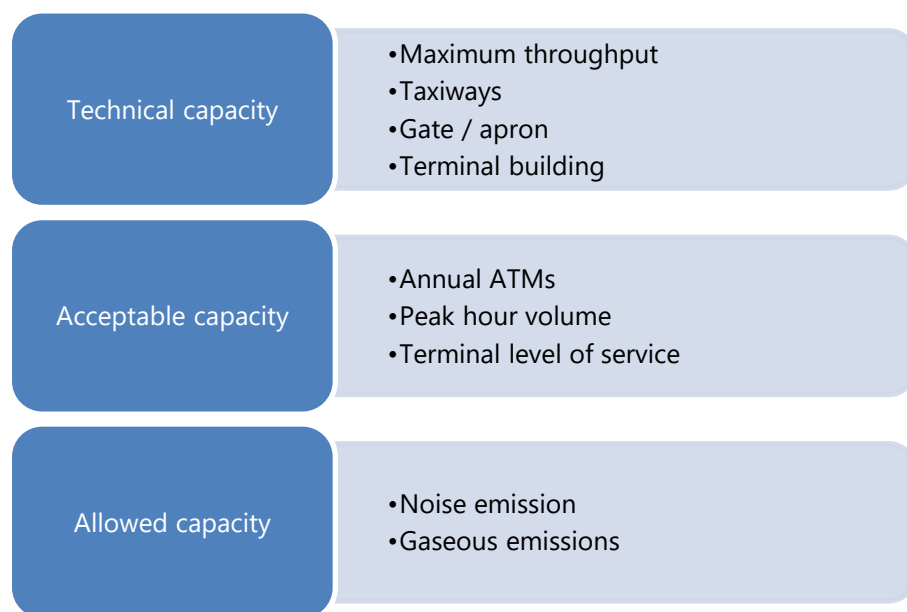 Technical capacity
•Maximum throughput
•Taxiways
•Gate / apron
•Terminal building
Acceptable capacity
•Annual ATMs
•Peak hour volume
•Terminal level of service
Allowed capacity
•Noise emission
•Gaseous emissions